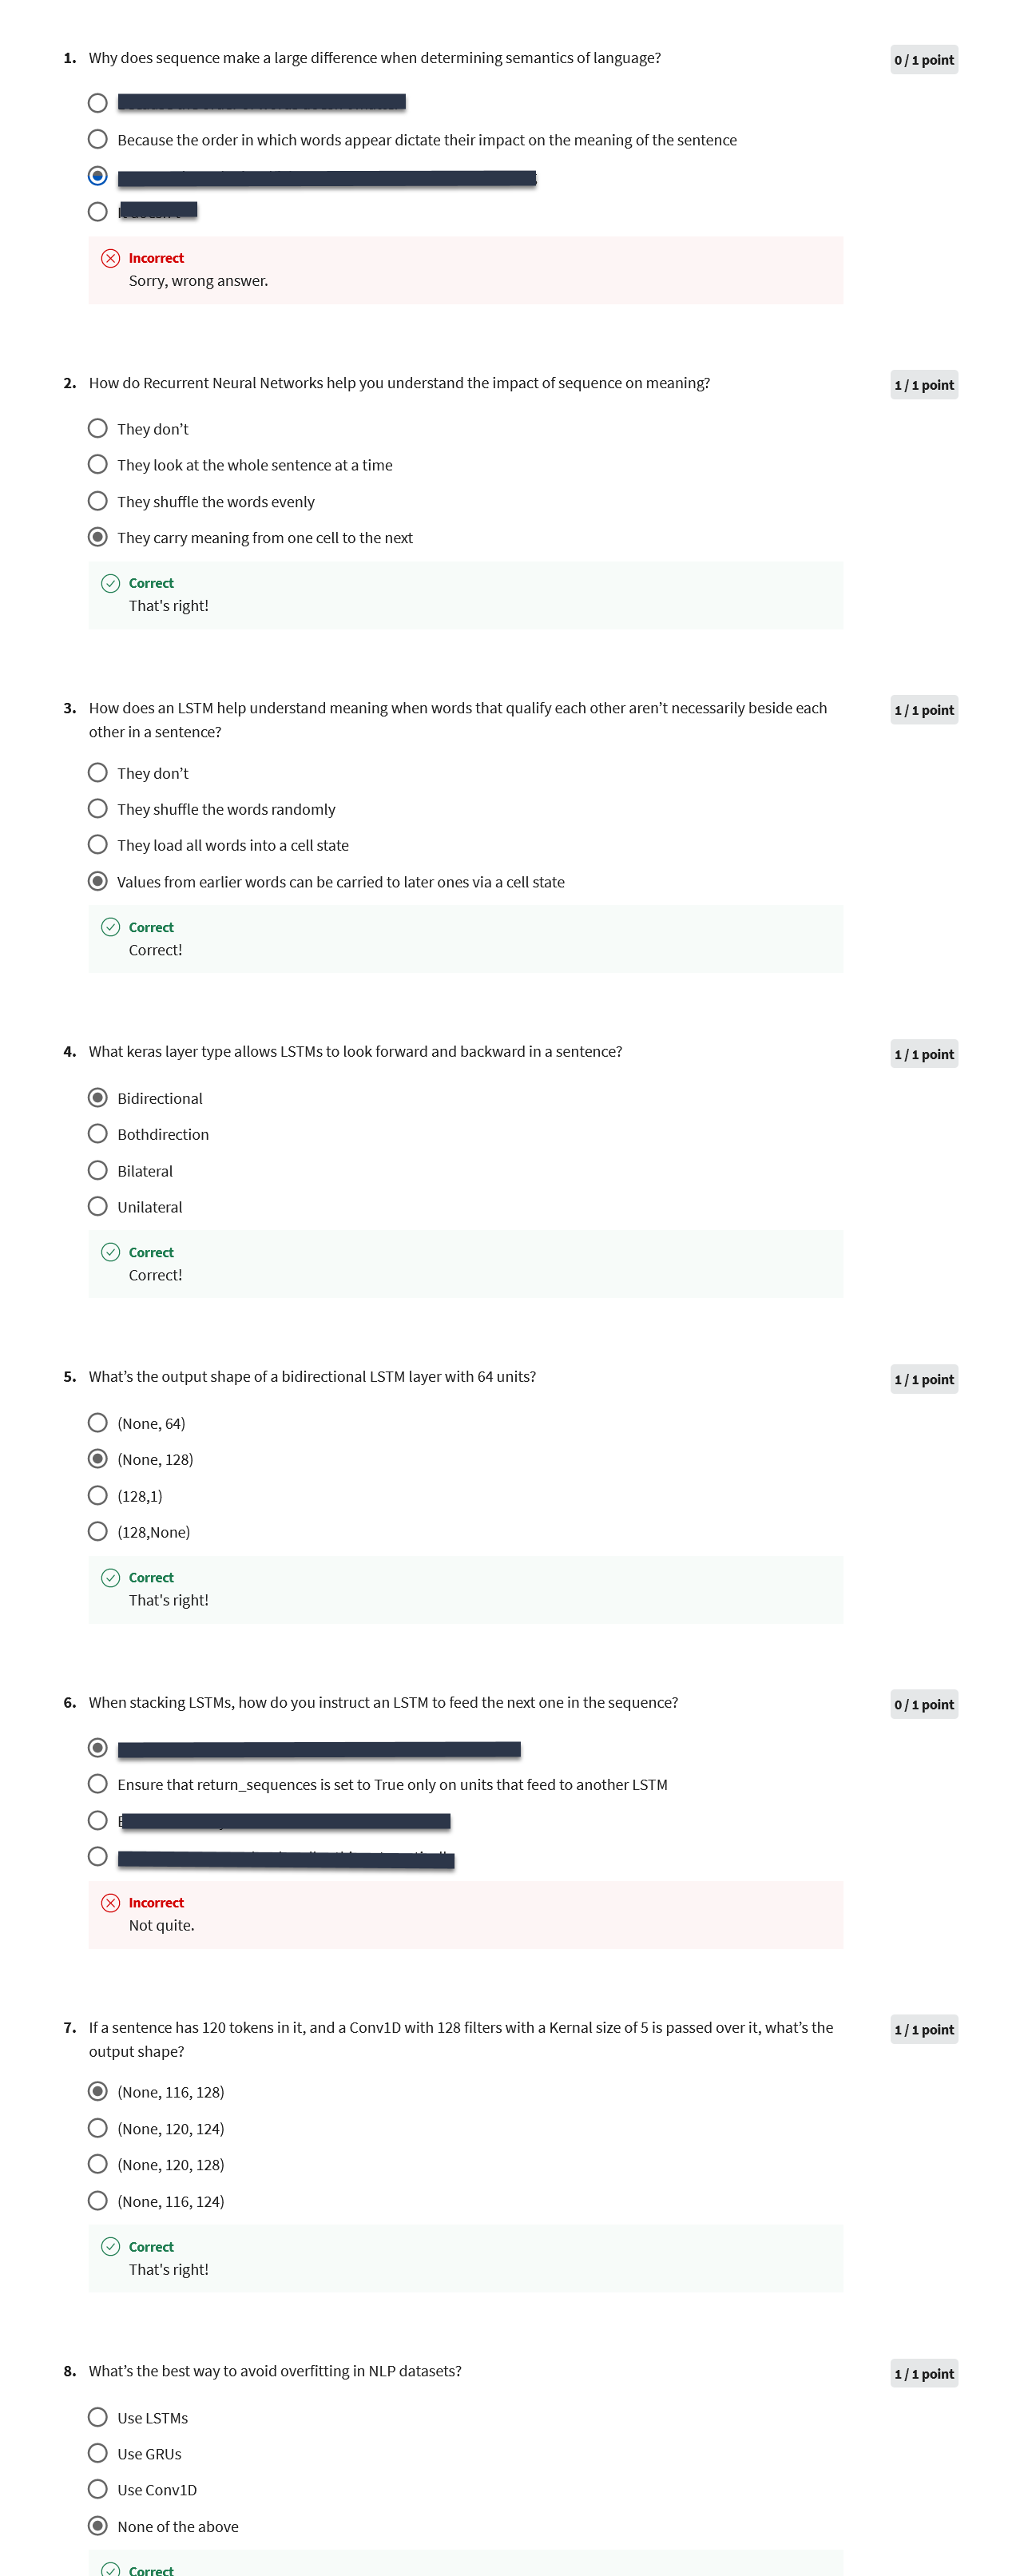 1. Why does sequence make a large difference when determining semantics of language?
0 / 1 point
Because the order in which words appear dictate their impact on the meaning of the sentence
Incorrect
Sorry, wrong answer.
2. How do Recurrent Neural Networks help you understand the impact of sequence on meaning?
1 / 1 point
They don’t
They look at the whole sentence at a time
They shuffle the words evenly
They carry meaning from one cell to the next
Correct
That's right!
3. How does an LSTM help understand meaning when words that qualify each other aren’t necessarily beside each
other in a sentence?
1 / 1 point
They don’t
They shuffle the words randomly
They load all words into a cell state
Values from earlier words can be carried to later ones via a cell state
Correct
Correct!
4. What keras layer type allows LSTMs to look forward and backward in a sentence?
1 / 1 point
Bidirectional
Bothdirection
Bilateral
Unilateral
Correct
Correct!
5. What’s the output shape of a bidirectional LSTM layer with 64 units?
1 / 1 point
(None, 64)
(None, 128)
(128,1)
(128,None)
Correct
That's right!
6. When stacking LSTMs, how do you instruct an LSTM to feed the next one in the sequence?
0 / 1 point
Ensure that return_sequences is set to True only on units that feed to another LSTM
Incorrect
Not quite.
7. If a sentence has 120 tokens in it, and a Conv1D with 128 filters with a Kernal size of 5 is passed over it, what’s the
output shape?
1 / 1 point
(None, 116, 128)
(None, 120, 124)
(None, 120, 128)
(None, 116, 124)
Correct
That's right!
8. What’s the best way to avoid overfitting in NLP datasets?
1 / 1 point
Use LSTMs
Use GRUs
Use Conv1D
None of the above
Correct